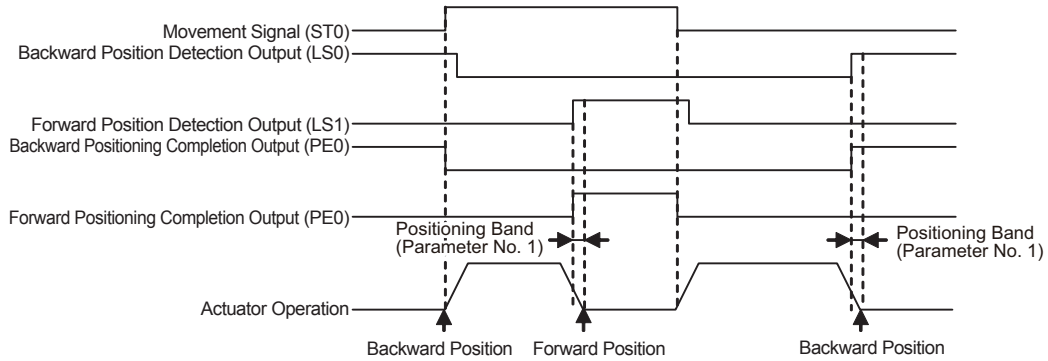 Movement Signal (ST0)
Backward Position Detection Output (LS0)
Forward Position Detection Output (LS1)
Backward Positioning Completion Output (PE0)
Forward Positioning Completion Output (PE0)
Positioning Band
(Parameter No. 1)
Positioning Band
(Parameter No. 1)
Actuator Operation
Backward Position
Forward Position
Backward Position